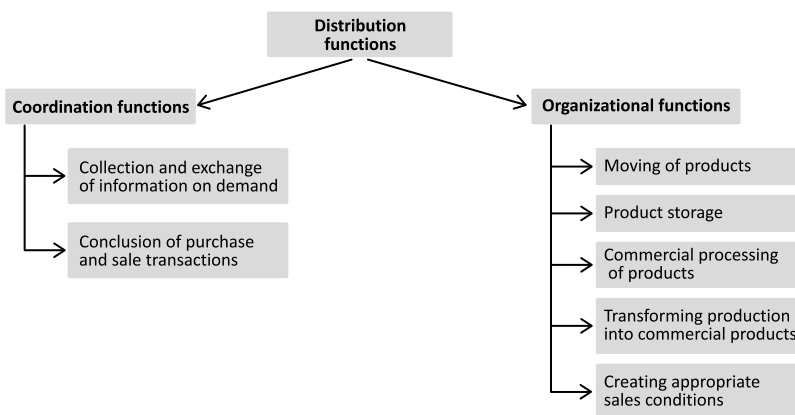 Distribution
functions
Coordination functions
Collection and exchange
of information on demand
Conclusion of purchase
and sale transactions
Organizational functions
Moving of products
Product storage
Commercial processing
of products
Transforming production
into commercial products
Creating appropriate
sales conditions